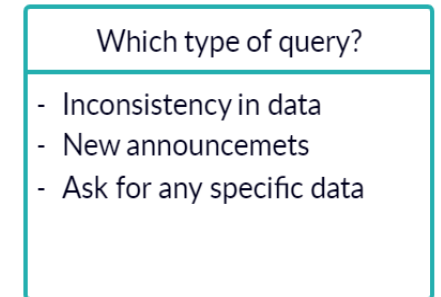 Which type of query?
- Inconsistency in data
- New announcemets
- Ask for any specific data